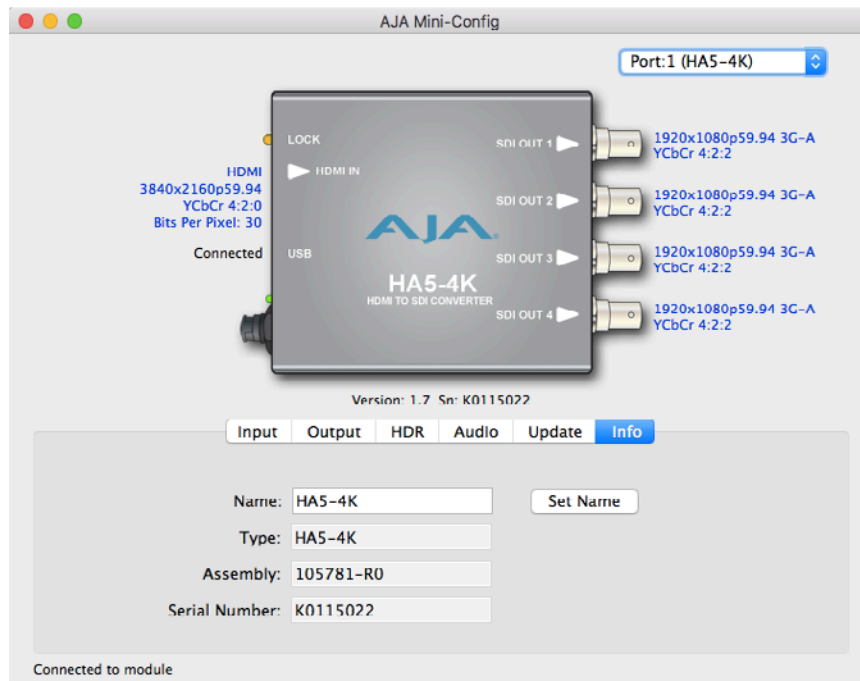 AJA Mini-Config
Port:1 (HA5-4K)
LOCK
HDMI IN
USB
HDMI
3840x2160p59.94
YCbCr 4:2:0
Bits Per Pixel: 30
Connected
AJA
HA5-4K
HDMI TO SDI CONVERTER
SDI OUT 1
1920x1080p59.94 3G-A
YCbCr 4:2:2
SDI OUT 2
1920x1080p59.94 3G-A
YCbCr 4:2:2
SDI OUT 3
1920x1080p59.94 3G-A
YCbCr 4:2:2
SDI OUT 4
1920x1080p59.94 3G-A
YCbCr 4:2:2
Version: 1.7 Sn: K0115022
Input Output HDR Audio Update Info
Name: HA5-4K Set Name
Type: HA5-4K
Assembly: 105781-R0
Serial Number: K0115022
Connected to module